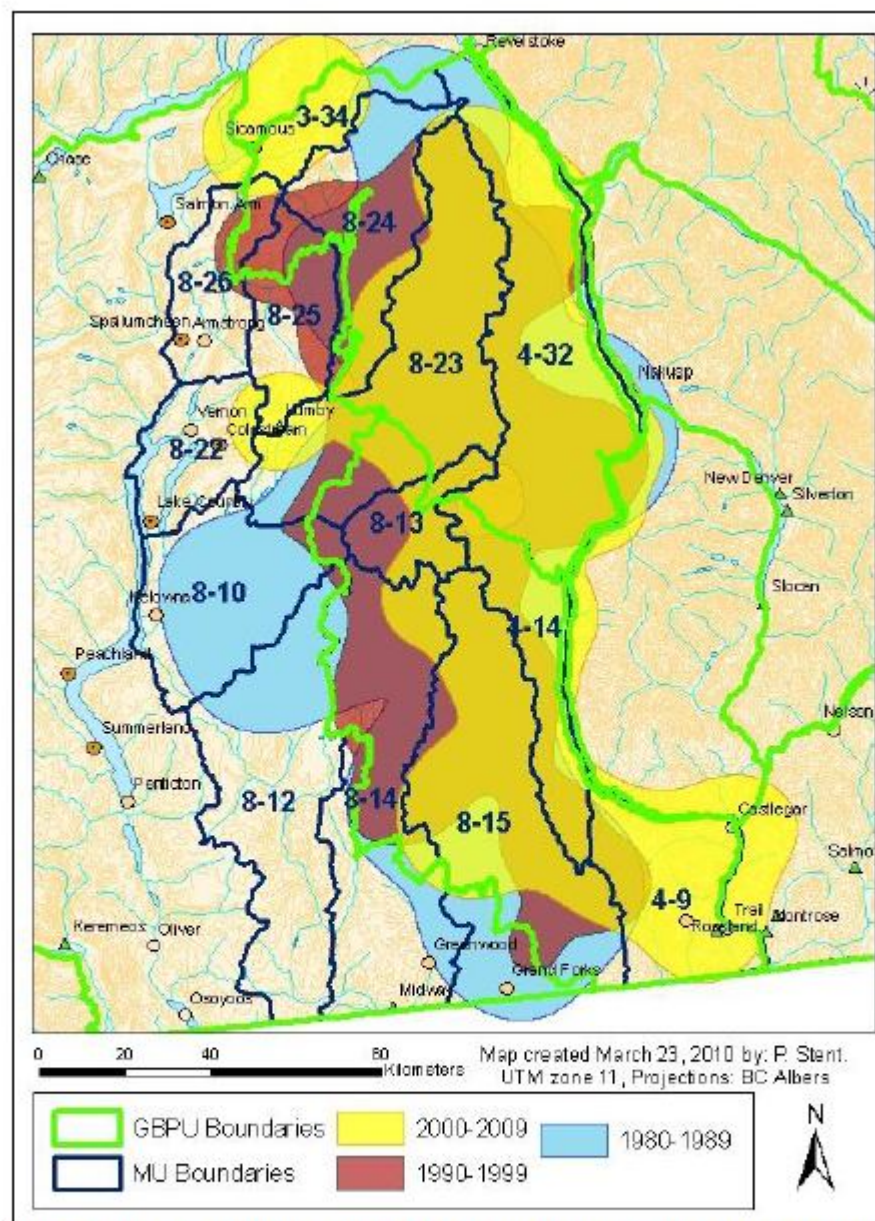 Revelstoke
3-34
Sicamous
Chase
Salmon Arm
8-24
8-26
8-25
Spallumcheen
Armstrong
8-23
4-32
Nakusp
Vernon
Lumby
Coldstream
8-22
New Denver
Silverton
Lake Country
8-13
8-10
Kelowna
4-14
Slocan
Peachland
Nelson
Summerland
Penticton
8-12
8-14
8-15
Castlegar
Salmo
4-9
Keremeos
Oliver
Rossland
Trail
Montrose
Greenwood
Grand Forks
Osoyoos
Midway
0 20 40 80
Kilometers
Map created March 23, 2010 by: P. Stent.
UTM zone 11, Projections: BC Albers
GBPU Boundaries
2000-2009
1980-1989
MU Boundaries
1990-1999
N